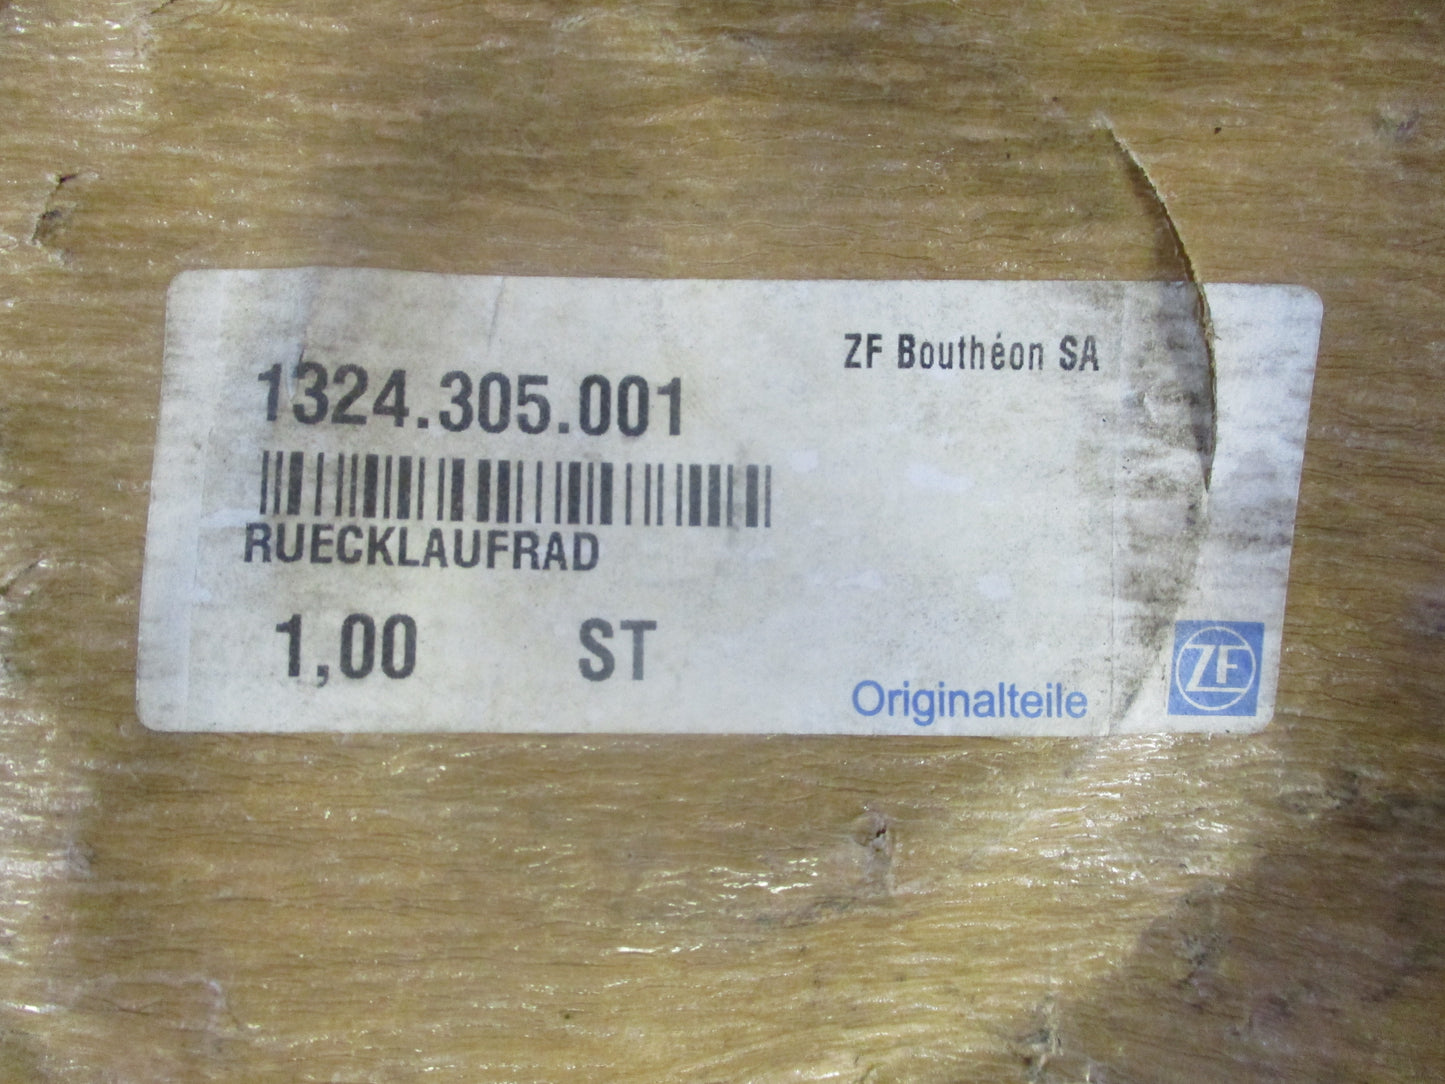 ZF Bouthéon SA
1324.305.001
RUECKLAUFRAD
1,00 ST
Originalteile
ZF